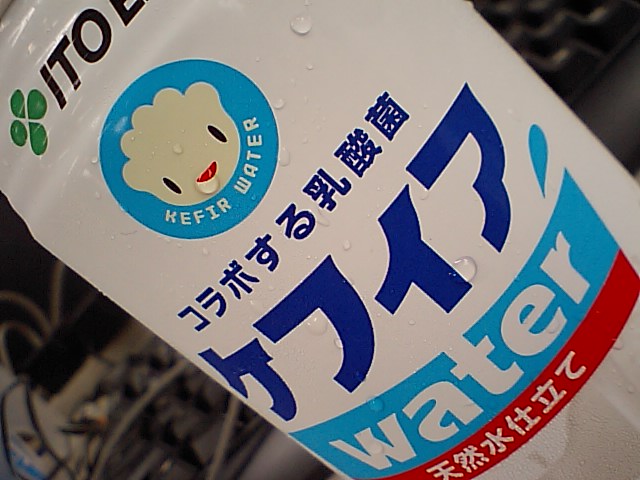 ITO E
KEFIR WATER
コラボする乳酸菌
ケフィア
water
天然水仕立て